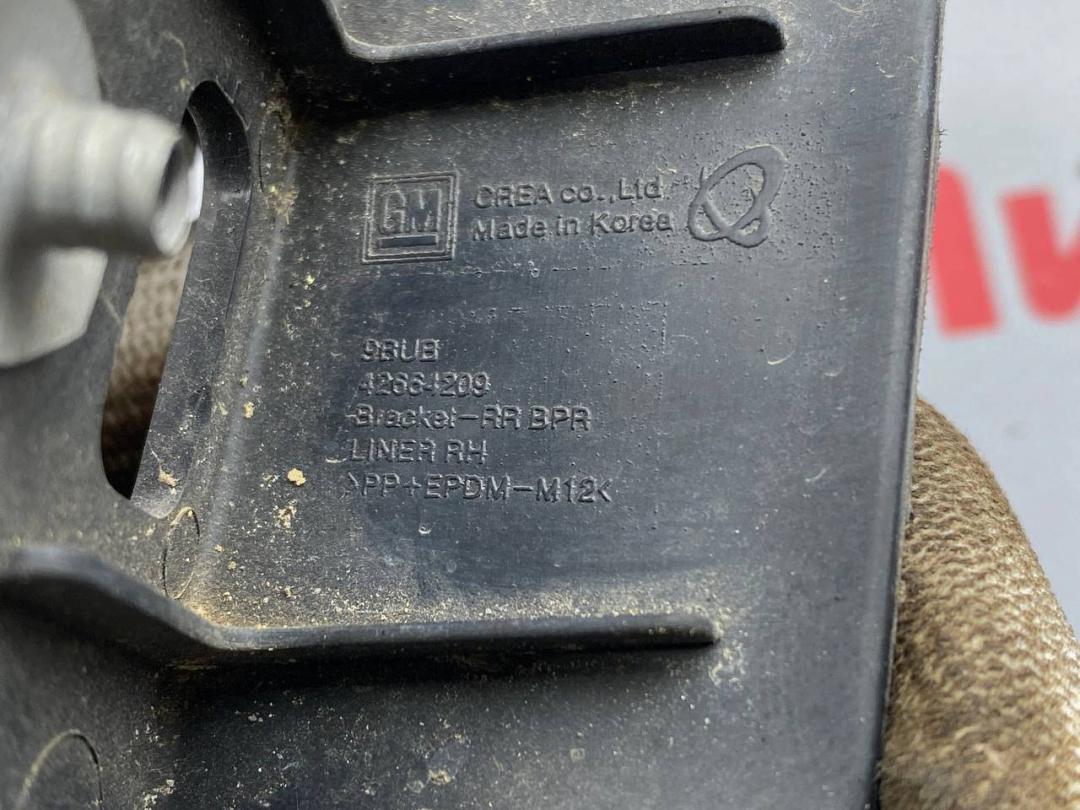 GM
CREA co.,Ltd
Made in Korea
9BUB
42664209
Bracket-RR BPR
LINER RH
>PP+EPDM-M12<